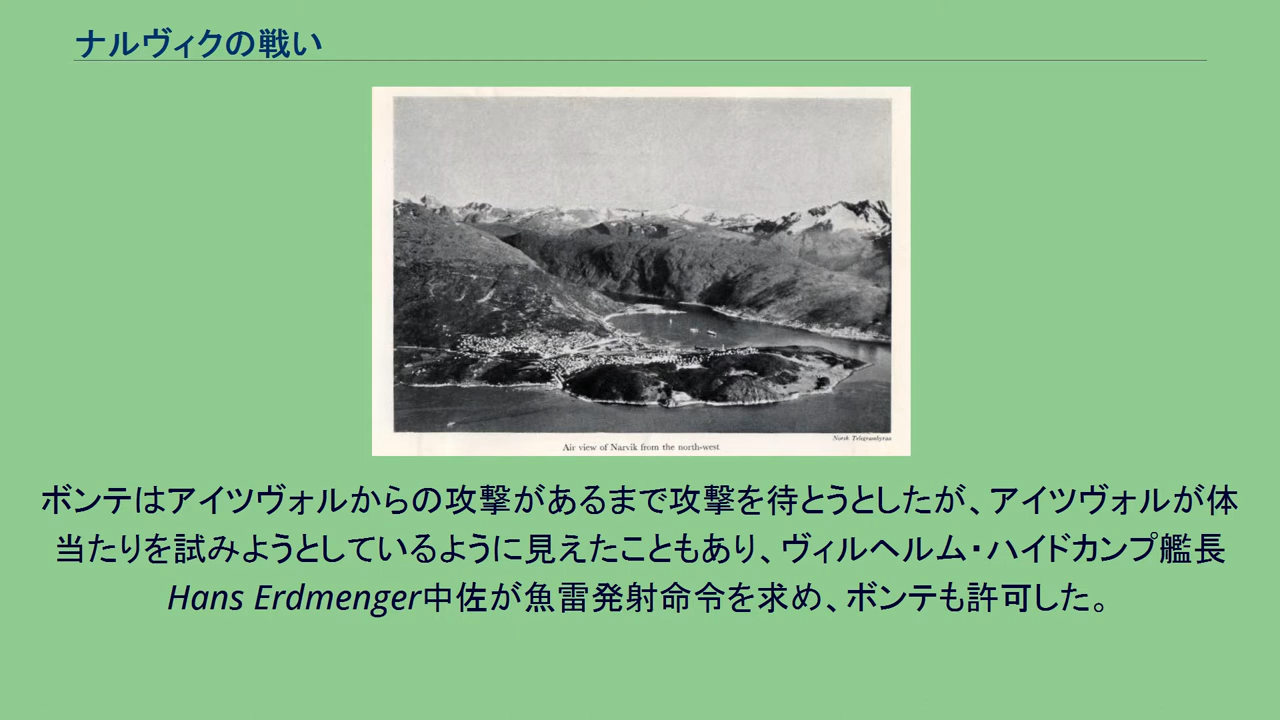 ナルヴィクの戦い
Norsk Telegrambyraa
Air view of Narvik from the north-west
ボンテはアイツヴォルからの攻撃があるまで攻撃を待とうとしたが、アイツヴォルが体
当たりを試みようとしているように見えたこともあり、ヴィルヘルム・ハイドカンプ艦長
Hans Erdmenger中佐が魚雷発射命令を求め、ボンテも許可した。